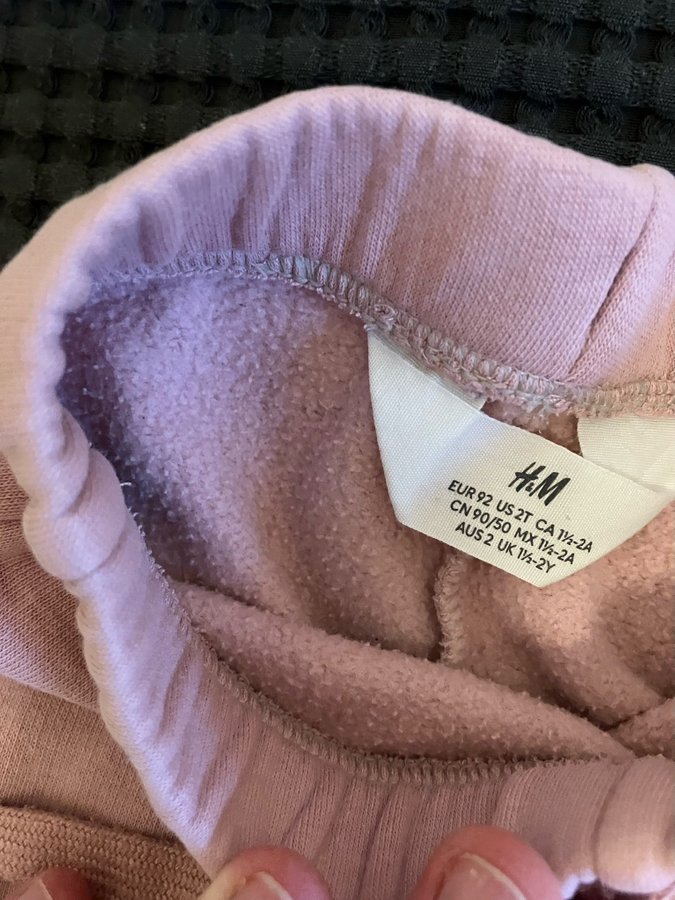 H&M
EUR 92 US 2T CA 1½-2A
CN 90/50 MX 1½-2A
AUS 2 UK 1½-2Y